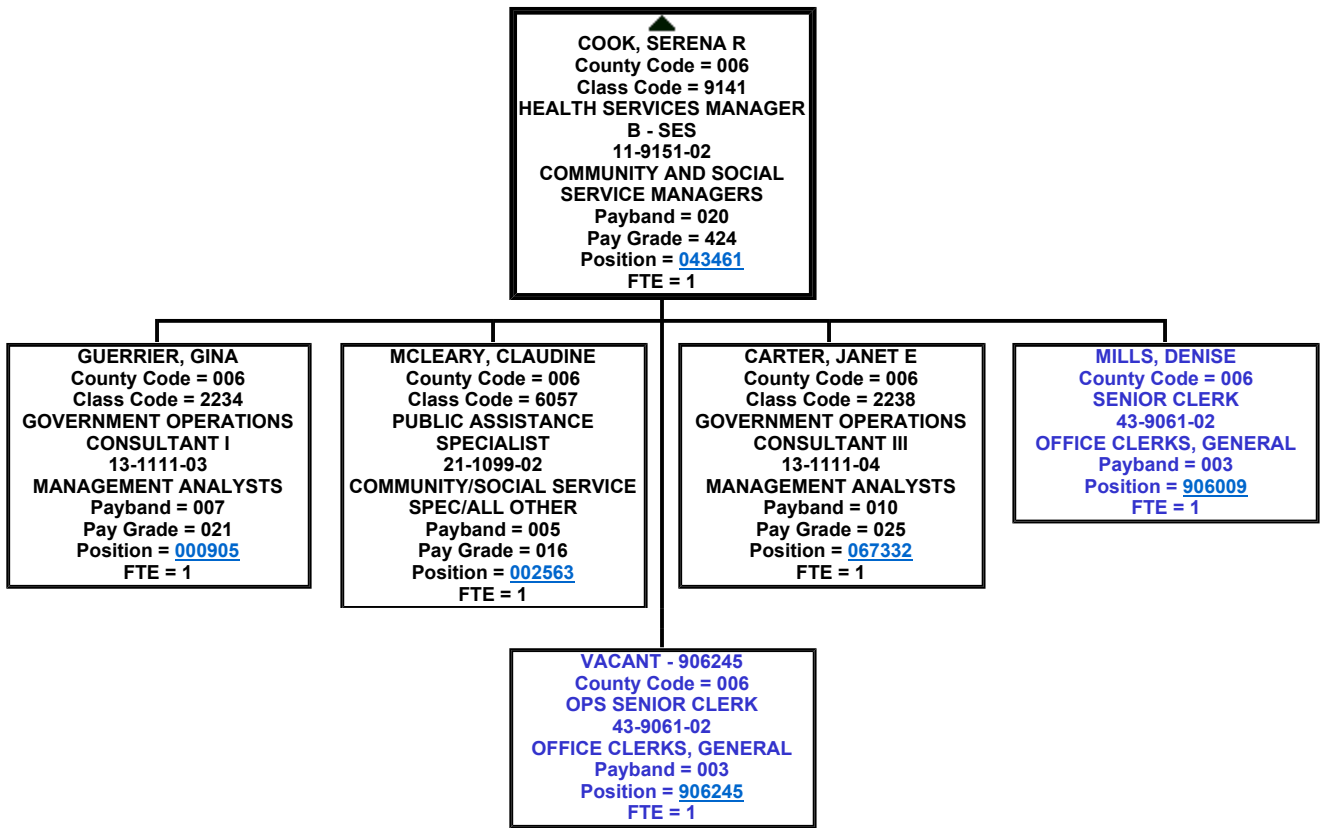 COOK, SERENA R
County Code = 006
Class Code = 9141
HEALTH SERVICES MANAGER
B - SES
11-9151-02
COMMUNITY AND SOCIAL
SERVICE MANAGERS
Payband = 020
Pay Grade = 424
Position = 043461
FTE = 1
GUERRIER, GINA
County Code = 006
Class Code = 2234
GOVERNMENT OPERATIONS
CONSULTANT I
13-1111-03
MANAGEMENT ANALYSTS
Payband = 007
Pay Grade = 021
Position = 000905
FTE = 1
MCLEARY, CLAUDINE
County Code = 006
Class Code = 6057
PUBLIC ASSISTANCE
SPECIALIST
21-1099-02
COMMUNITY/SOCIAL SERVICE
SPEC/ALL OTHER
Payband = 005
Pay Grade = 016
Position = 002563
FTE = 1
CARTER, JANET E
County Code = 006
Class Code = 2238
GOVERNMENT OPERATIONS
CONSULTANT III
13-1111-04
MANAGEMENT ANALYSTS
Payband = 010
Pay Grade = 025
Position = 067332
FTE = 1
MILLS, DENISE
County Code = 006
SENIOR CLERK
43-9061-02
OFFICE CLERKS, GENERAL
Payband = 003
Position = 906009
FTE = 1
VACANT - 906245
County Code = 006
OPS SENIOR CLERK
43-9061-02
OFFICE CLERKS, GENERAL
Payband = 003
Position = 906245
FTE = 1